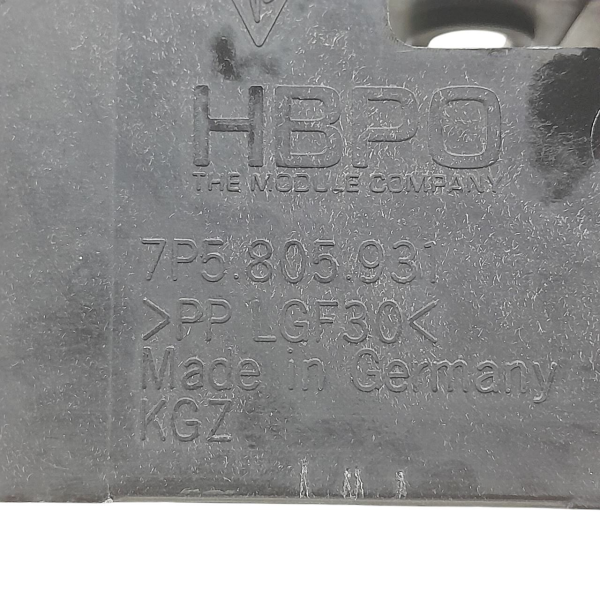 HBPO
THE MODULE COMPANY
7P5.805.931
>PP LGF30<
Made in Germany
KGZ